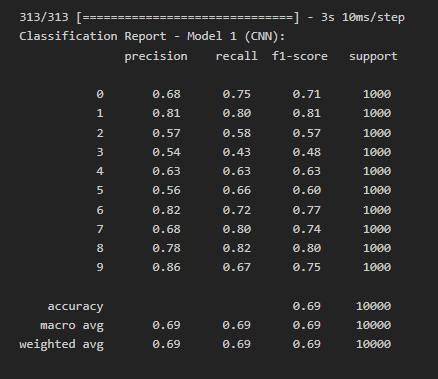 313/313 [==============================] - 3s 10ms/step
Classification Report - Model 1 (CNN):
precision recall f1-score support
0 0.68 0.75 0.71 1000
1 0.81 0.80 0.81 1000
2 0.57 0.58 0.57 1000
3 0.54 0.43 0.48 1000
4 0.63 0.63 0.63 1000
5 0.56 0.66 0.60 1000
6 0.82 0.72 0.77 1000
7 0.68 0.80 0.74 1000
8 0.78 0.82 0.80 1000
9 0.86 0.67 0.75 1000
accuracy 0.69 10000
macro avg 0.69 0.69 0.69 10000
weighted avg 0.69 0.69 0.69 10000